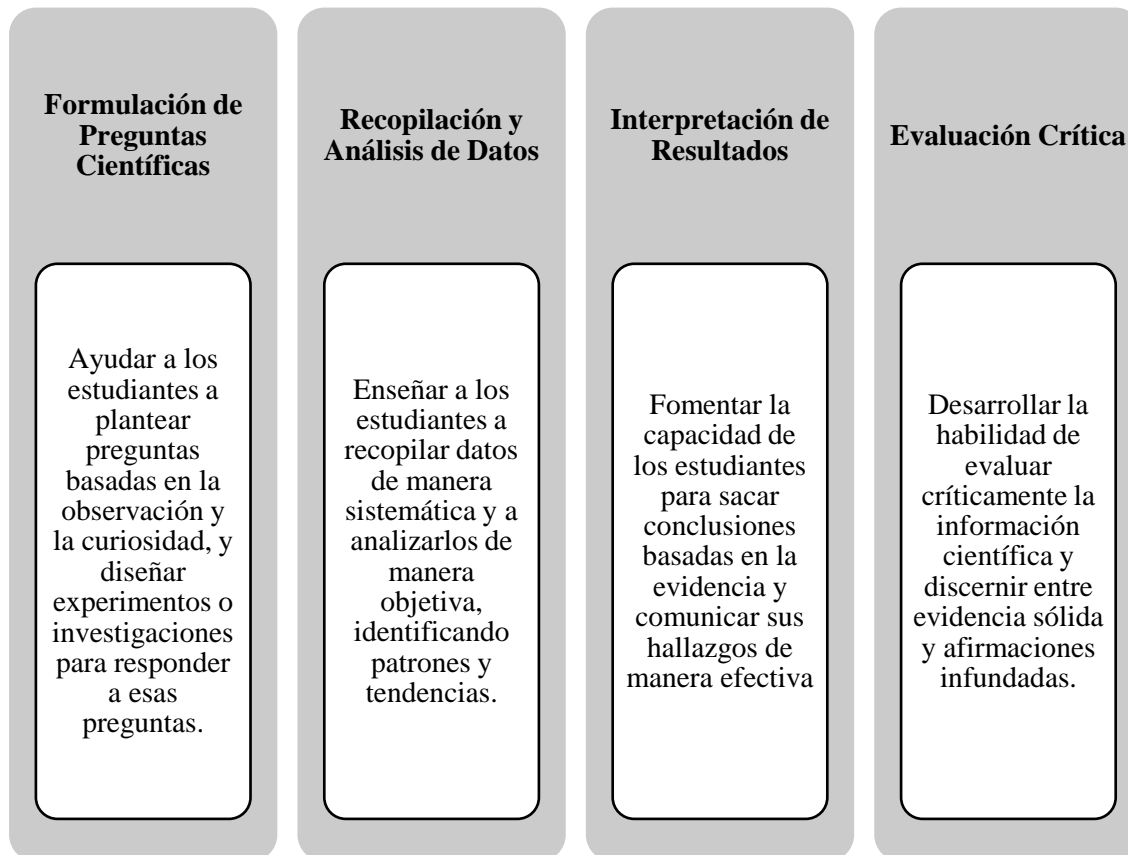 Formulación de
Preguntas
Científicas
Ayudar a los
estudiantes a
plantear
preguntas
basadas en la
observación y
la curiosidad, y
diseñar
experimentos o
investigaciones
para responder
a esas
preguntas.
Recopilación y
Análisis de Datos
Enseñar a los
estudiantes a
recopilar datos
de manera
sistemática y a
analizarlos de
manera
objetiva,
identificando
patrones y
tendencias.
Interpretación de
Resultados
Fomentar la
capacidad de
los estudiantes
para sacar
conclusiones
basadas en la
evidencia y
comunicar sus
hallazgos de
manera efectiva
Evaluación Crítica
Desarrollar la
habilidad de
evaluar
críticamente la
información
científica y
discernir entre
evidencia sólida
y afirmaciones
infundadas.